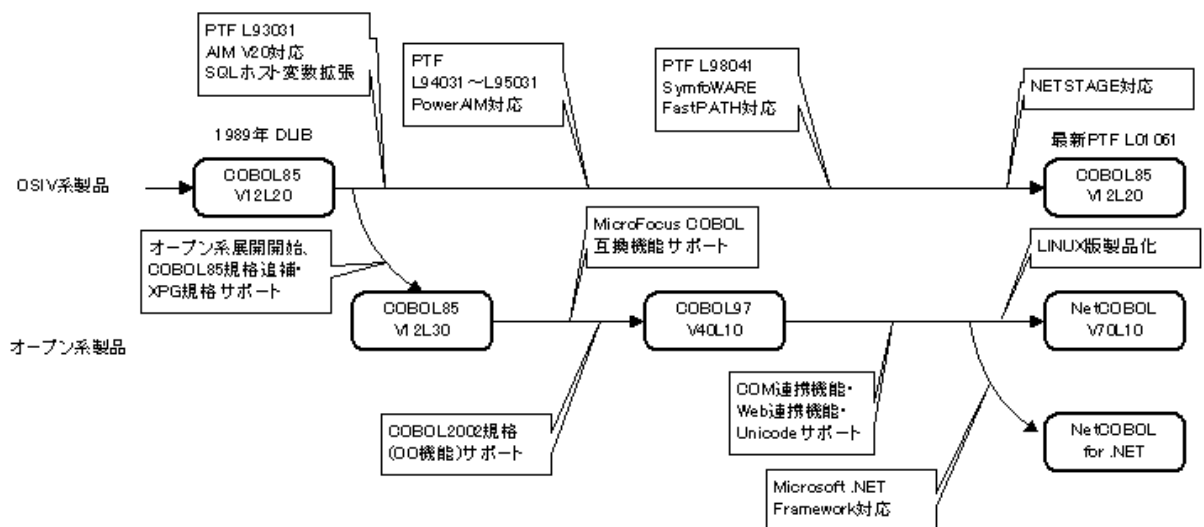 PTF L93031
AIM V20対応
SQLホスト変数拡張
PTF
L94031～L95031
PowerAIM対応
PTF L98041
SymfoWARE
FastPATH対応
NETSTAGE対応
1989年 DLIB
最新PTF L01061
OSIV系製品
COBOL85
V12L20
COBOL85
V12L20
オープン系展開開始、
COBOL85規格追補・
XPG規格サポート
MicroFocus COBOL
互換機能サポート
LINUX版製品化
COBOL85
V12L30
COBOL97
V40L10
NetCOBOL
V70L10
オープン系製品
COBOL2002規格
(OO機能)サポート
COM連携機能・
Web連携機能・
Unicodeサポート
NetCOBOL
for .NET
Microsoft .NET
Framework対応